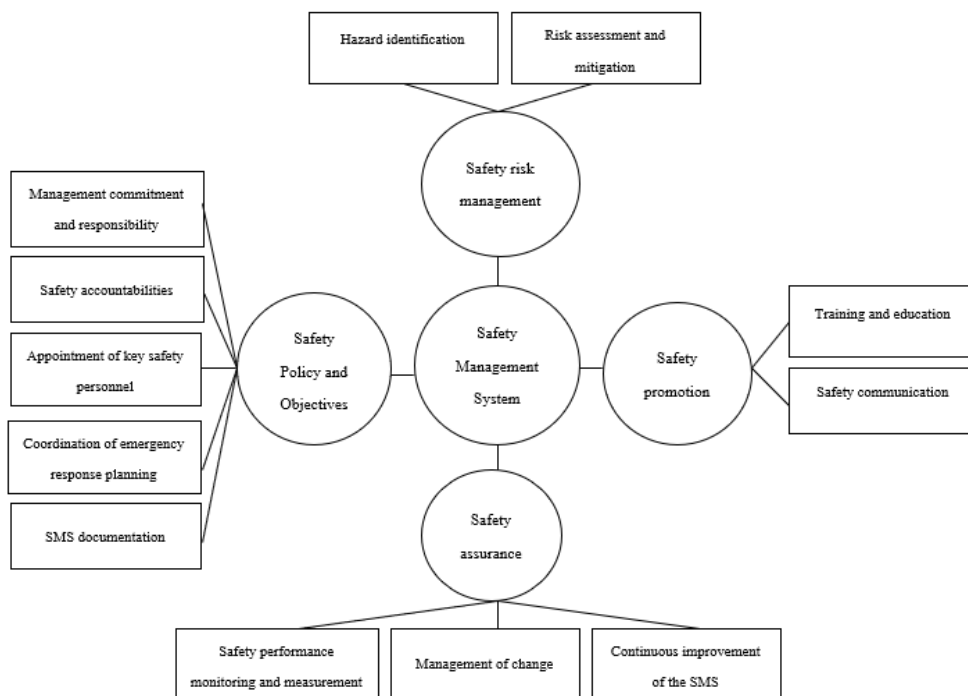 Hazard identification
Risk assessment and
mitigation
Safety risk
management
Management commitment
and responsibility
Safety accountabilities
Appointment of key safety
personnel
Coordination of emergency
response planning
SMS documentation
Safety
Policy and
Objectives
Safety
Management
System
Safety
promotion
Training and education
Safety communication
Safety
assurance
Safety performance
monitoring and measurement
Management of change
Continuous improvement
of the SMS